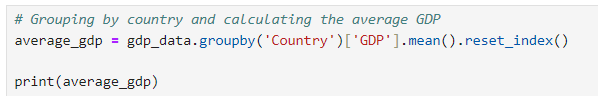 # Grouping by country and calculating the average GDP
average_gdp = gdp_data.groupby('Country')['GDP'].mean().reset_index()
print(average_gdp)